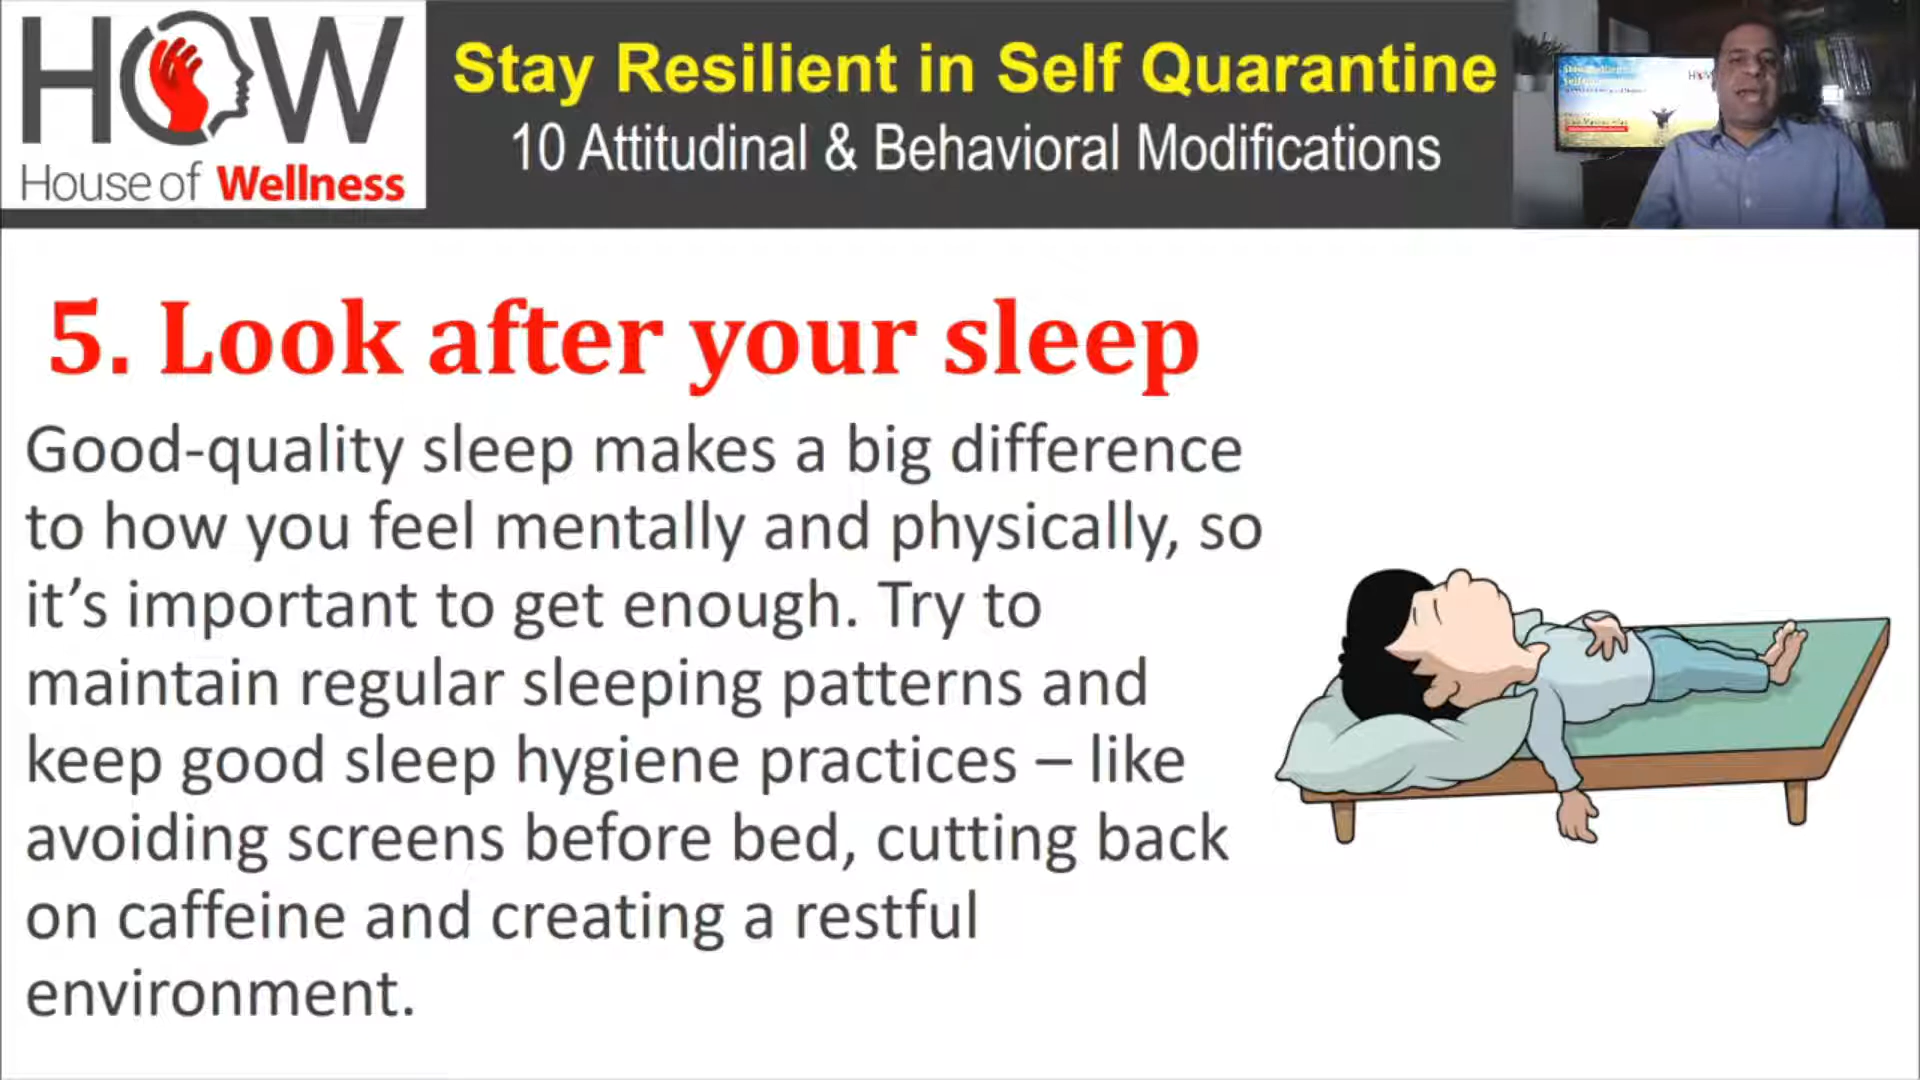 HOW
House of Wellness
Stay Resilient in Self Quarantine
10 Attitudinal & Behavioral Modifications
5. Look after your sleep
Good-quality sleep makes a big difference
to how you feel mentally and physically, so
it’s important to get enough. Try to
maintain regular sleeping patterns and
keep good sleep hygiene practices – like
avoiding screens before bed, cutting back
on caffeine and creating a restful
environment.